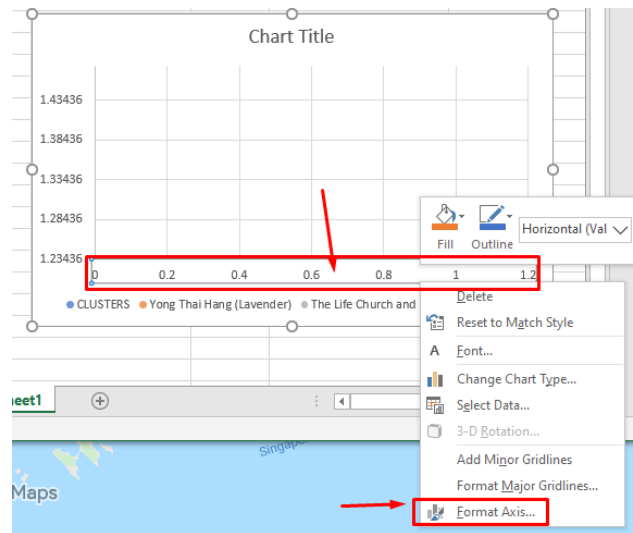 Chart Title
1.43436
1.38436
1.33436
1.28436
1.23436
0 0.2 0.4 0.6 0.8 1 1.2
CLUSTERS Yong Thai Hang (Lavender) The Life Church and
Fill Outline Horizontal (Val
Delete
Reset to Match Style
A Font...
Change Chart Type...
Select Data...
3-D Rotation...
Add Minor Gridlines
Format Major Gridlines...
Format Axis...
eet1
Singapo
Maps